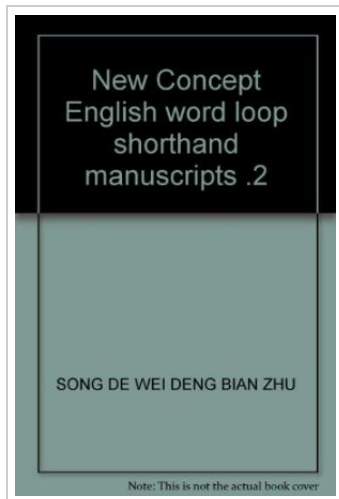 New Concept
English word loop
shorthand
manuscripts .2
SONG DE WEI DENG BIAN ZHU
Note: This is not the actual book cover